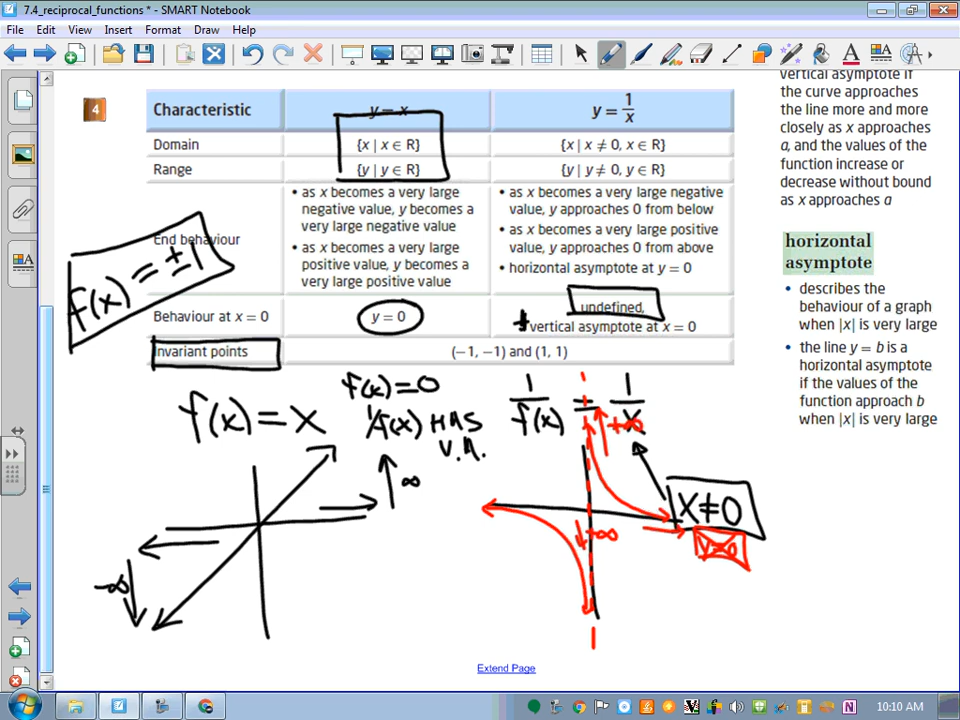 7.4_reciprocal_functions * - SMART Notebook
File Edit View Insert Format Draw Help
4
Characteristic y = x y = 1/x
Domain {x | x ∈ R} {x | x ≠ 0, x ∈ R}
Range {y | y ∈ R} {y | y ≠ 0, y ∈ R}
End behaviour
• as x becomes a very large
negative value, y becomes a
very large negative value
• as x becomes a very large
positive value, y becomes a
very large positive value
• as x becomes a very large negative
value, y approaches 0 from below
• as x becomes a very large positive
value, y approaches 0 from above
• horizontal asymptote at y = 0
Behaviour at x = 0 y = 0 undefined,
vertical asymptote at x = 0
Invariant points (−1, −1) and (1, 1)
vertical asymptote if
the curve approaches
the line more and more
closely as x approaches
a, and the values of the
function increase or
decrease without bound
as x approaches a
horizontal
asymptote
• describes the
behaviour of a graph
when |x| is very large
• the line y = b is a
horizontal asymptote
if the values of the
function approach b
when |x| is very large
f(x) = ±1
f(x) = x
f(x) = 0
1/f(x) HAS
V.A.
1/f(x) = 1/x
+∞
∞
-∞
x ≠ 0
-∞
Extend Page
10:10 AM